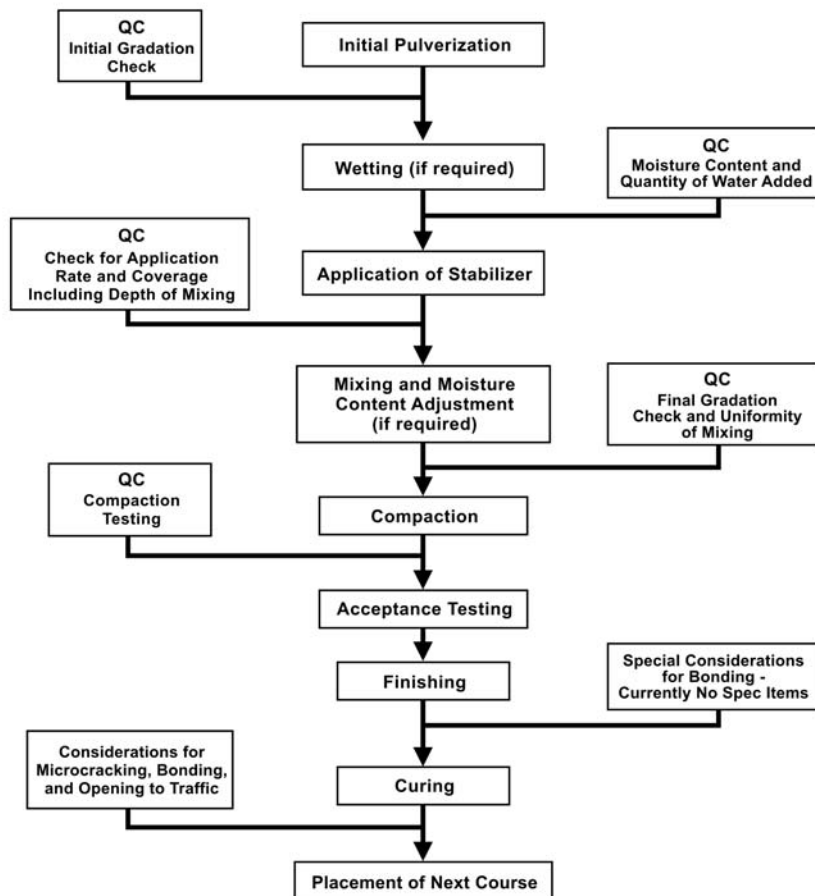 QC
Initial Gradation
Check
Initial Pulverization
Wetting (if required)
QC
Moisture Content and
Quantity of Water Added
QC
Check for Application
Rate and Coverage
Including Depth of Mixing
Application of Stabilizer
Mixing and Moisture
Content Adjustment
(if required)
QC
Final Gradation
Check and Uniformity
of Mixing
QC
Compaction
Testing
Compaction
Acceptance Testing
Finishing
Special Considerations
for Bonding -
Currently No Spec Items
Considerations for
Microcracking, Bonding,
and Opening to Traffic
Curing
Placement of Next Course